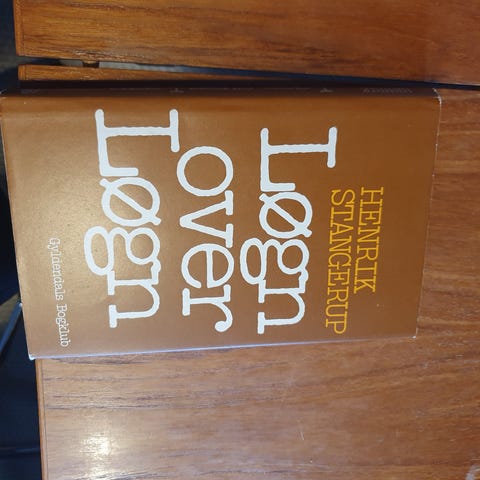 HENRIK
STANGERUP
Løgn
over
Løgn
Gyldendals Bogklub